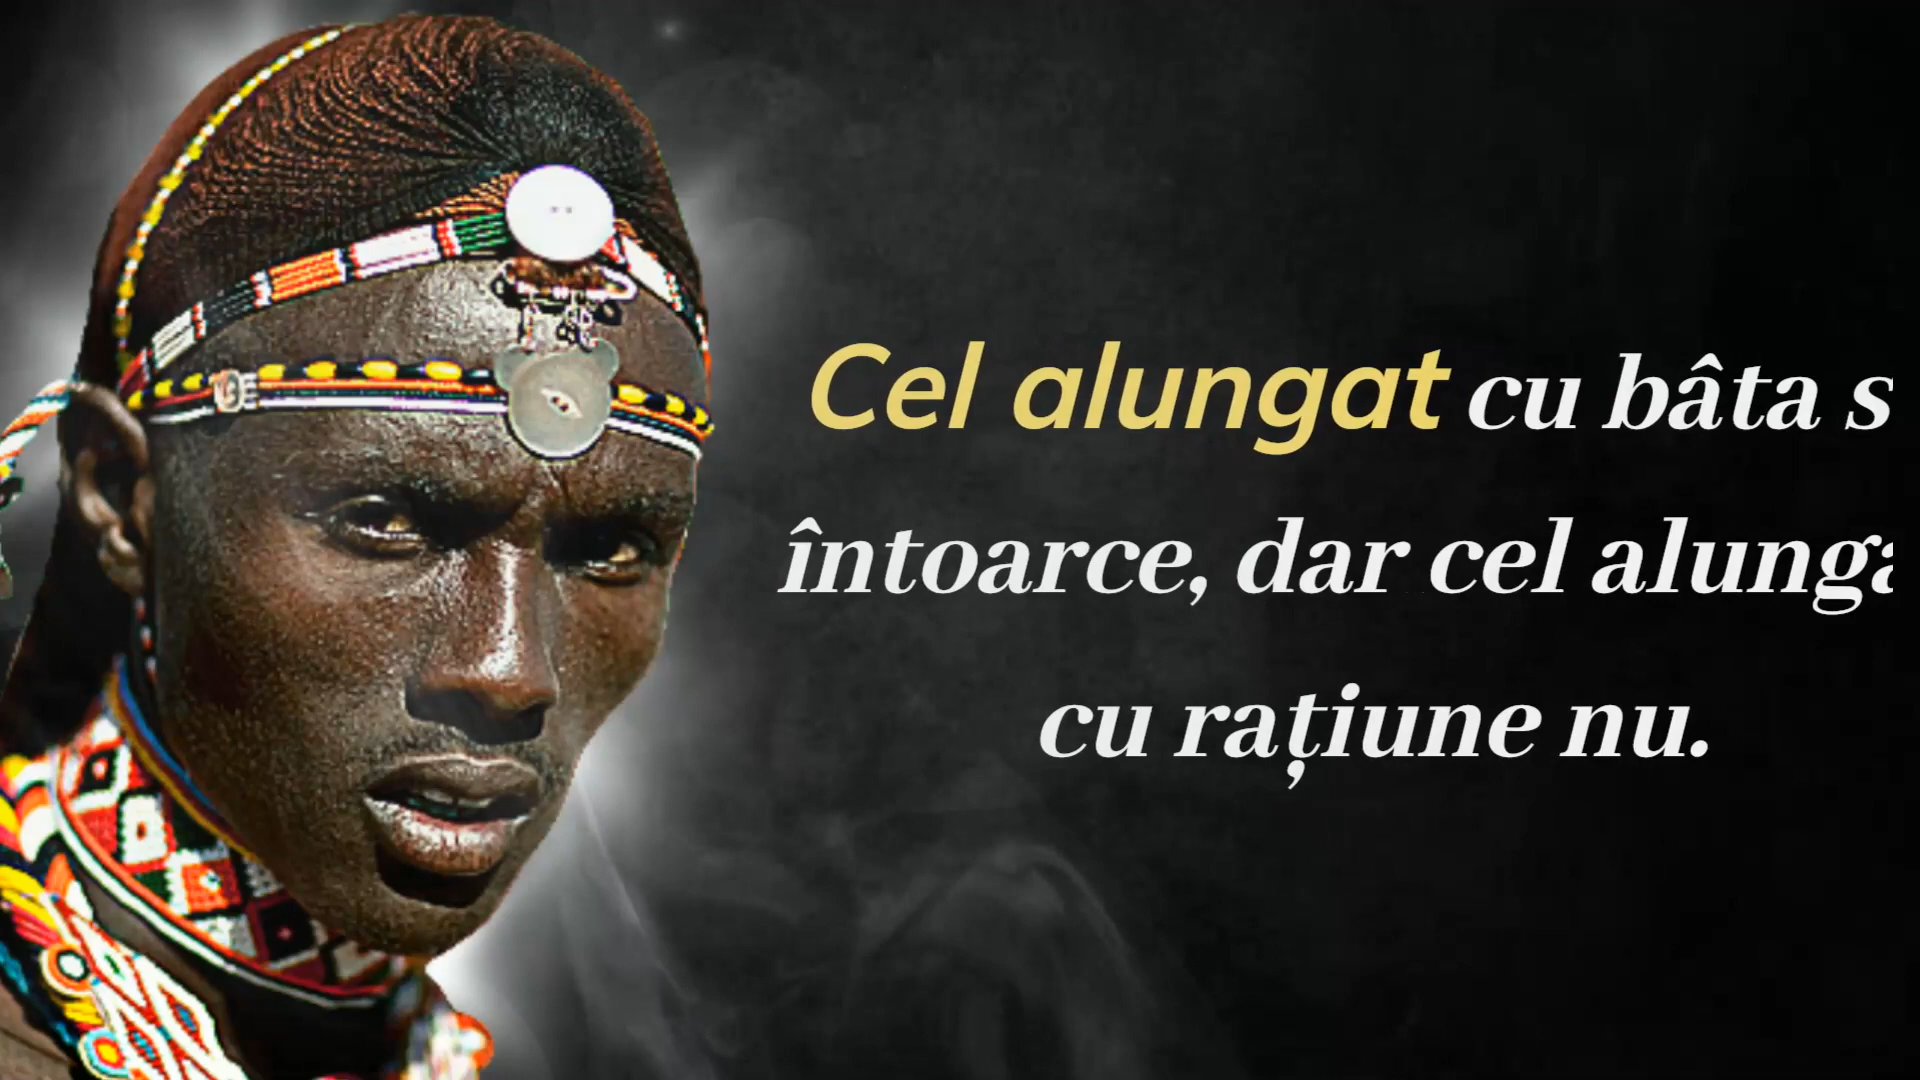 Cel alungat cu bâta s
întoarce, dar cel alunga
cu rațiune nu.